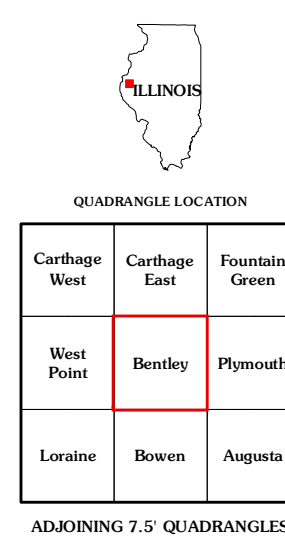 ILLINOIS
QUADRANGLE LOCATION
Carthage
West
Carthage
East
Fountain
Green
West
Point
Bentley
Plymouth
Loraine
Bowen
Augusta
ADJOINING 7.5' QUADRANGLES